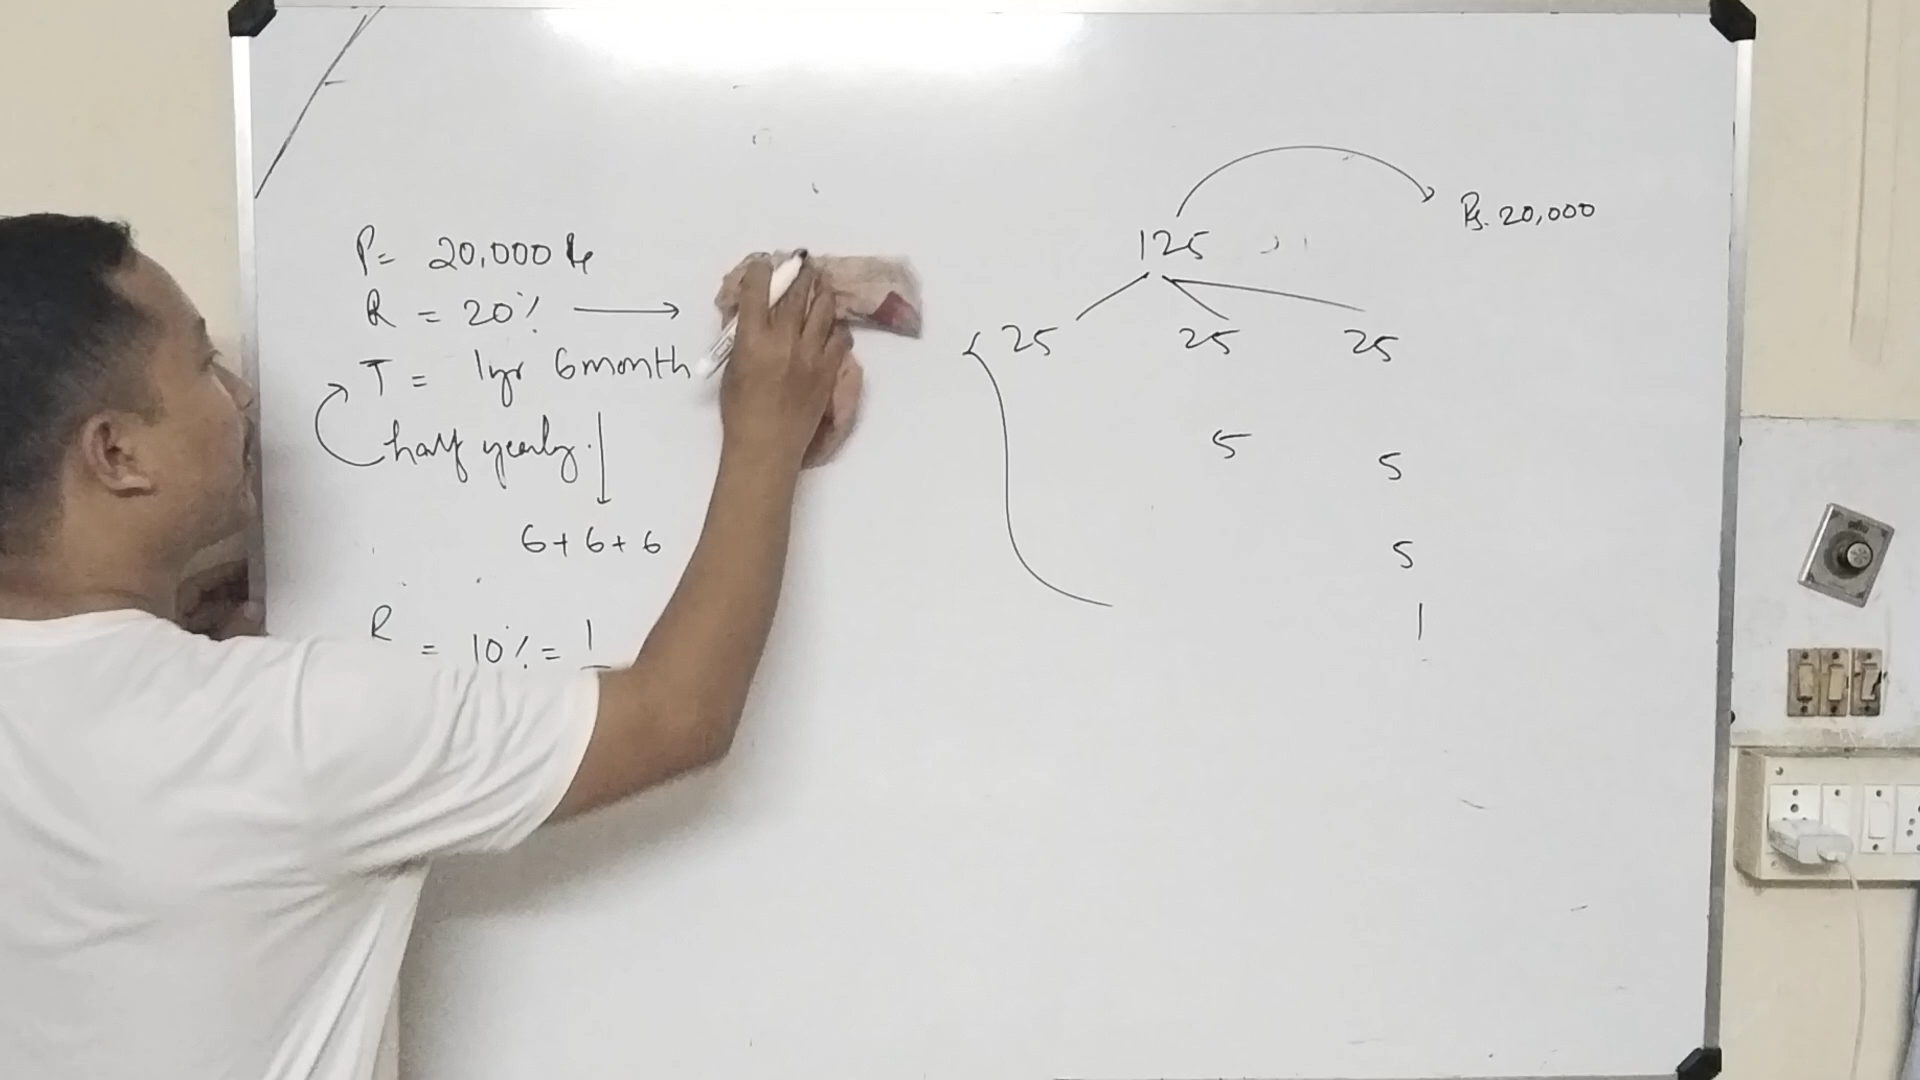 P= 20,000 Rs
R = 20%
T = 1yr 6month
half yearly.
6+6+6
R = 10% = 1
Rs. 20,000
125
25 25 25
5 5
5
1